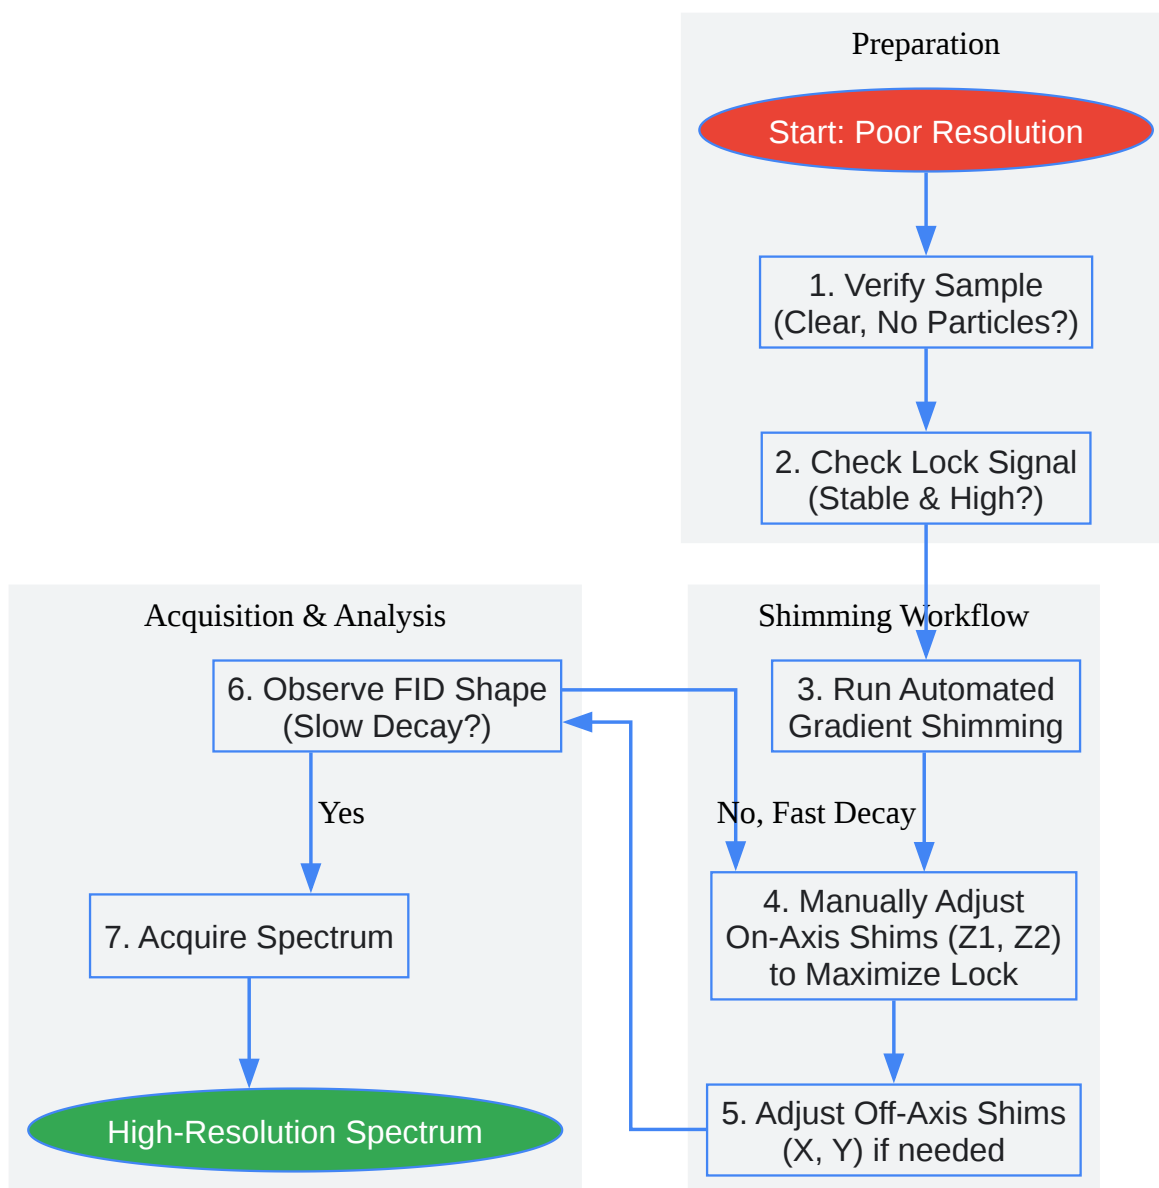 Preparation
Start: Poor Resolution
1. Verify Sample
(Clear, No Particles?)
2. Check Lock Signal
(Stable & High?)
Shimming Workflow
3. Run Automated
Gradient Shimming
No, Fast Decay
4. Manually Adjust
On-Axis Shims (Z1, Z2)
to Maximize Lock
5. Adjust Off-Axis Shims
(X, Y) if needed
Acquisition & Analysis
6. Observe FID Shape
(Slow Decay?)
Yes
7. Acquire Spectrum
High-Resolution Spectrum